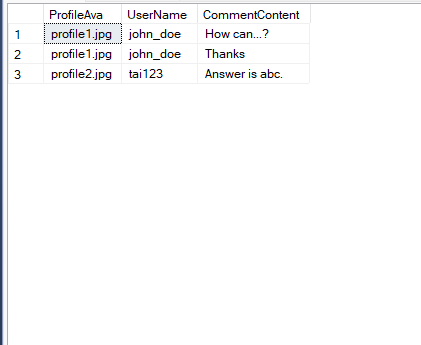 ProfileAva UserName CommentContent
1 profile1.jpg john_doe How can...?
2 profile1.jpg john_doe Thanks
3 profile2.jpg tai123 Answer is abc.